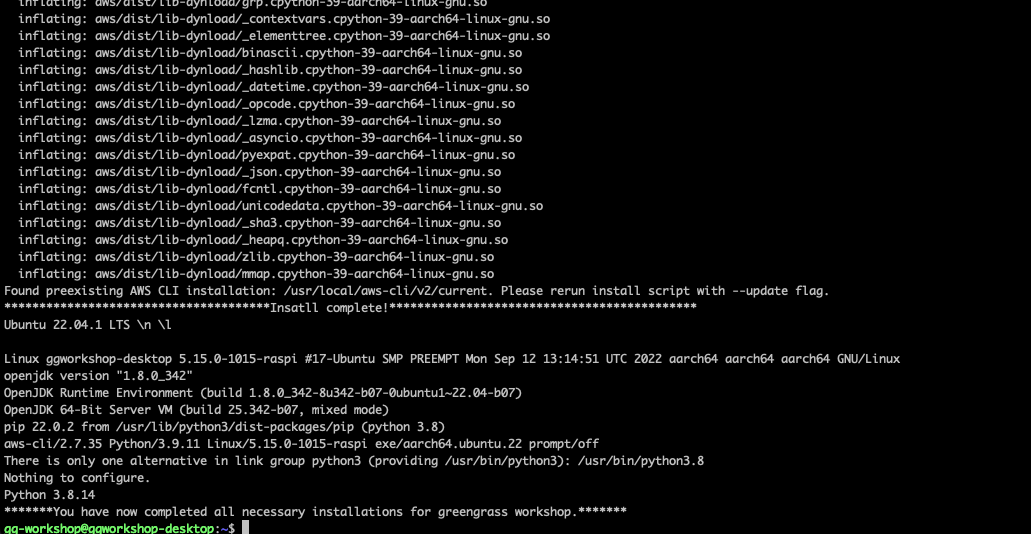 inflating: aws/dist/lib-dynload/grp.cpython-39-aarch64-linux-gnu.so
inflating: aws/dist/lib-dynload/_contextvars.cpython-39-aarch64-linux-gnu.so
inflating: aws/dist/lib-dynload/_elementtree.cpython-39-aarch64-linux-gnu.so
inflating: aws/dist/lib-dynload/binascii.cpython-39-aarch64-linux-gnu.so
inflating: aws/dist/lib-dynload/_hashlib.cpython-39-aarch64-linux-gnu.so
inflating: aws/dist/lib-dynload/_datetime.cpython-39-aarch64-linux-gnu.so
inflating: aws/dist/lib-dynload/_opcode.cpython-39-aarch64-linux-gnu.so
inflating: aws/dist/lib-dynload/_lzma.cpython-39-aarch64-linux-gnu.so
inflating: aws/dist/lib-dynload/_asyncio.cpython-39-aarch64-linux-gnu.so
inflating: aws/dist/lib-dynload/pyexpat.cpython-39-aarch64-linux-gnu.so
inflating: aws/dist/lib-dynload/_json.cpython-39-aarch64-linux-gnu.so
inflating: aws/dist/lib-dynload/fcntl.cpython-39-aarch64-linux-gnu.so
inflating: aws/dist/lib-dynload/unicodedata.cpython-39-aarch64-linux-gnu.so
inflating: aws/dist/lib-dynload/_sha3.cpython-39-aarch64-linux-gnu.so
inflating: aws/dist/lib-dynload/_heapq.cpython-39-aarch64-linux-gnu.so
inflating: aws/dist/lib-dynload/zlib.cpython-39-aarch64-linux-gnu.so
inflating: aws/dist/lib-dynload/mmap.cpython-39-aarch64-linux-gnu.so
Found preexisting AWS CLI installation: /usr/local/aws-cli/v2/current. Please rerun install script with --update flag.
**************************************Insatll complete!********************************************
Ubuntu 22.04.1 LTS \n \l
Linux ggworkshop-desktop 5.15.0-1015-raspi #17-Ubuntu SMP PREEMPT Mon Sep 12 13:14:51 UTC 2022 aarch64 aarch64 aarch64 GNU/Linux
openjdk version "1.8.0_342"
OpenJDK Runtime Environment (build 1.8.0_342-8u342-b07-0ubuntu1~22.04-b07)
OpenJDK 64-Bit Server VM (build 25.342-b07, mixed mode)
pip 22.0.2 from /usr/lib/python3/dist-packages/pip (python 3.8)
aws-cli/2.7.35 Python/3.9.11 Linux/5.15.0-1015-raspi exe/aarch64.ubuntu.22 prompt/off
There is only one alternative in link group python3 (providing /usr/bin/python3): /usr/bin/python3.8
Nothing to configure.
Python 3.8.14
*******You have now completed all necessary installations for greengrass workshop.*******
gg-workshop@ggworkshop-desktop:~$